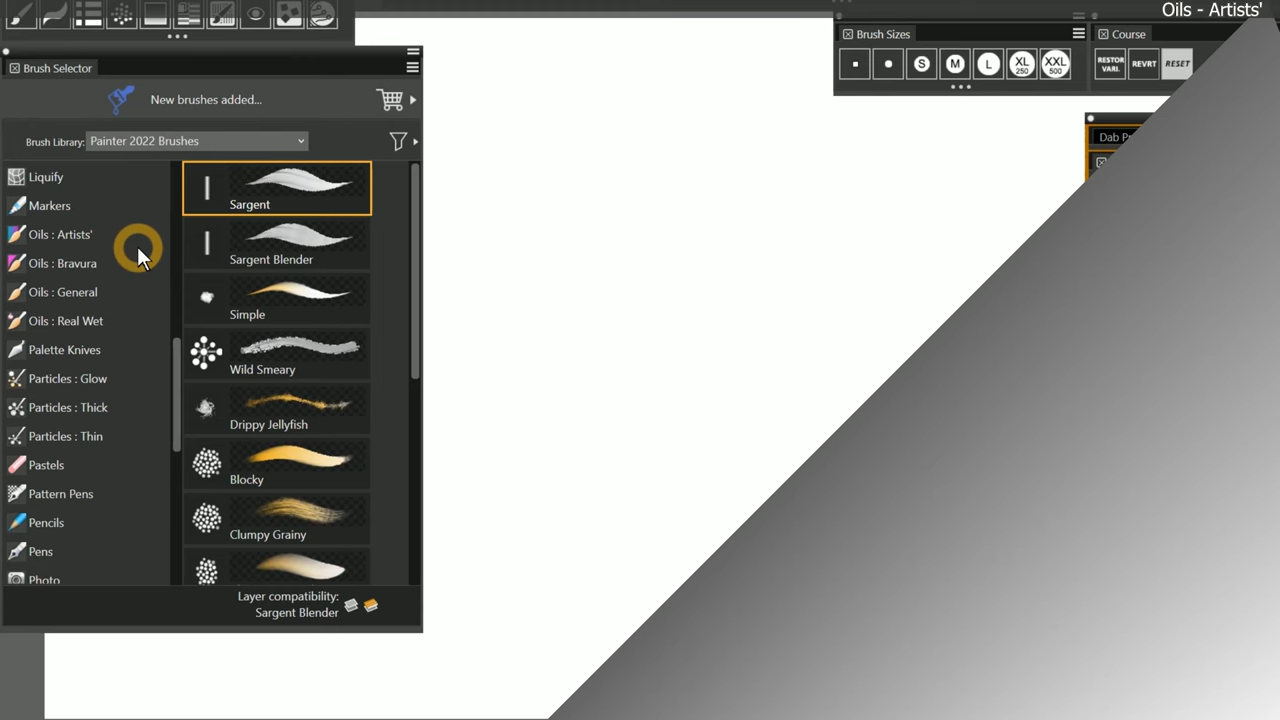 Oils - Artists'
Brush Sizes
Course
S
M
L
XL
250
XXL
500
RESTOR
VARI.
REVRT
RESET
Brush Selector
New brushes added...
Brush Library:
Painter 2022 Brushes
Liquify
Markers
Oils : Artists'
Oils : Bravura
Oils : General
Oils : Real Wet
Palette Knives
Particles : Glow
Particles : Thick
Particles : Thin
Pastels
Pattern Pens
Pencils
Pens
Photo
Sargent
Sargent Blender
Simple
Wild Smeary
Drippy Jellyfish
Blocky
Clumpy Grainy
Layer compatibility:
Sargent Blender
Dab